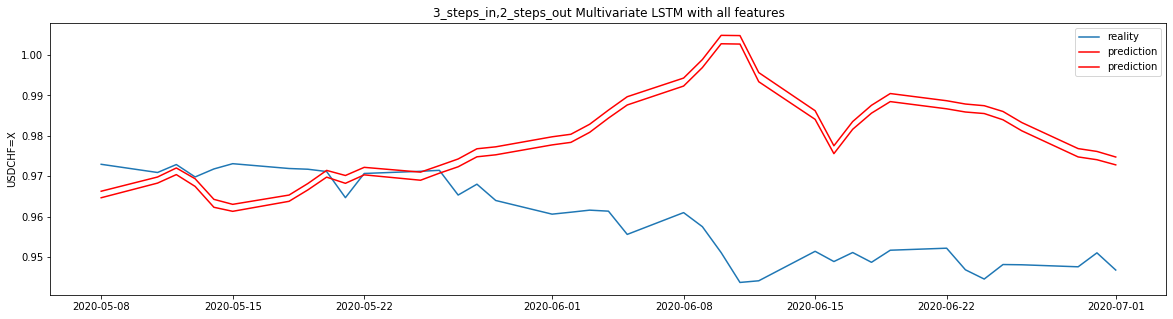 3_steps_in,2_steps_out Multivariate LSTM with all features
reality
prediction
prediction
USDCHF=X
1.00
0.99
0.98
0.97
0.96
0.95
2020-05-08
2020-05-15
2020-05-22
2020-06-01
2020-06-08
2020-06-15
2020-06-22
2020-07-01